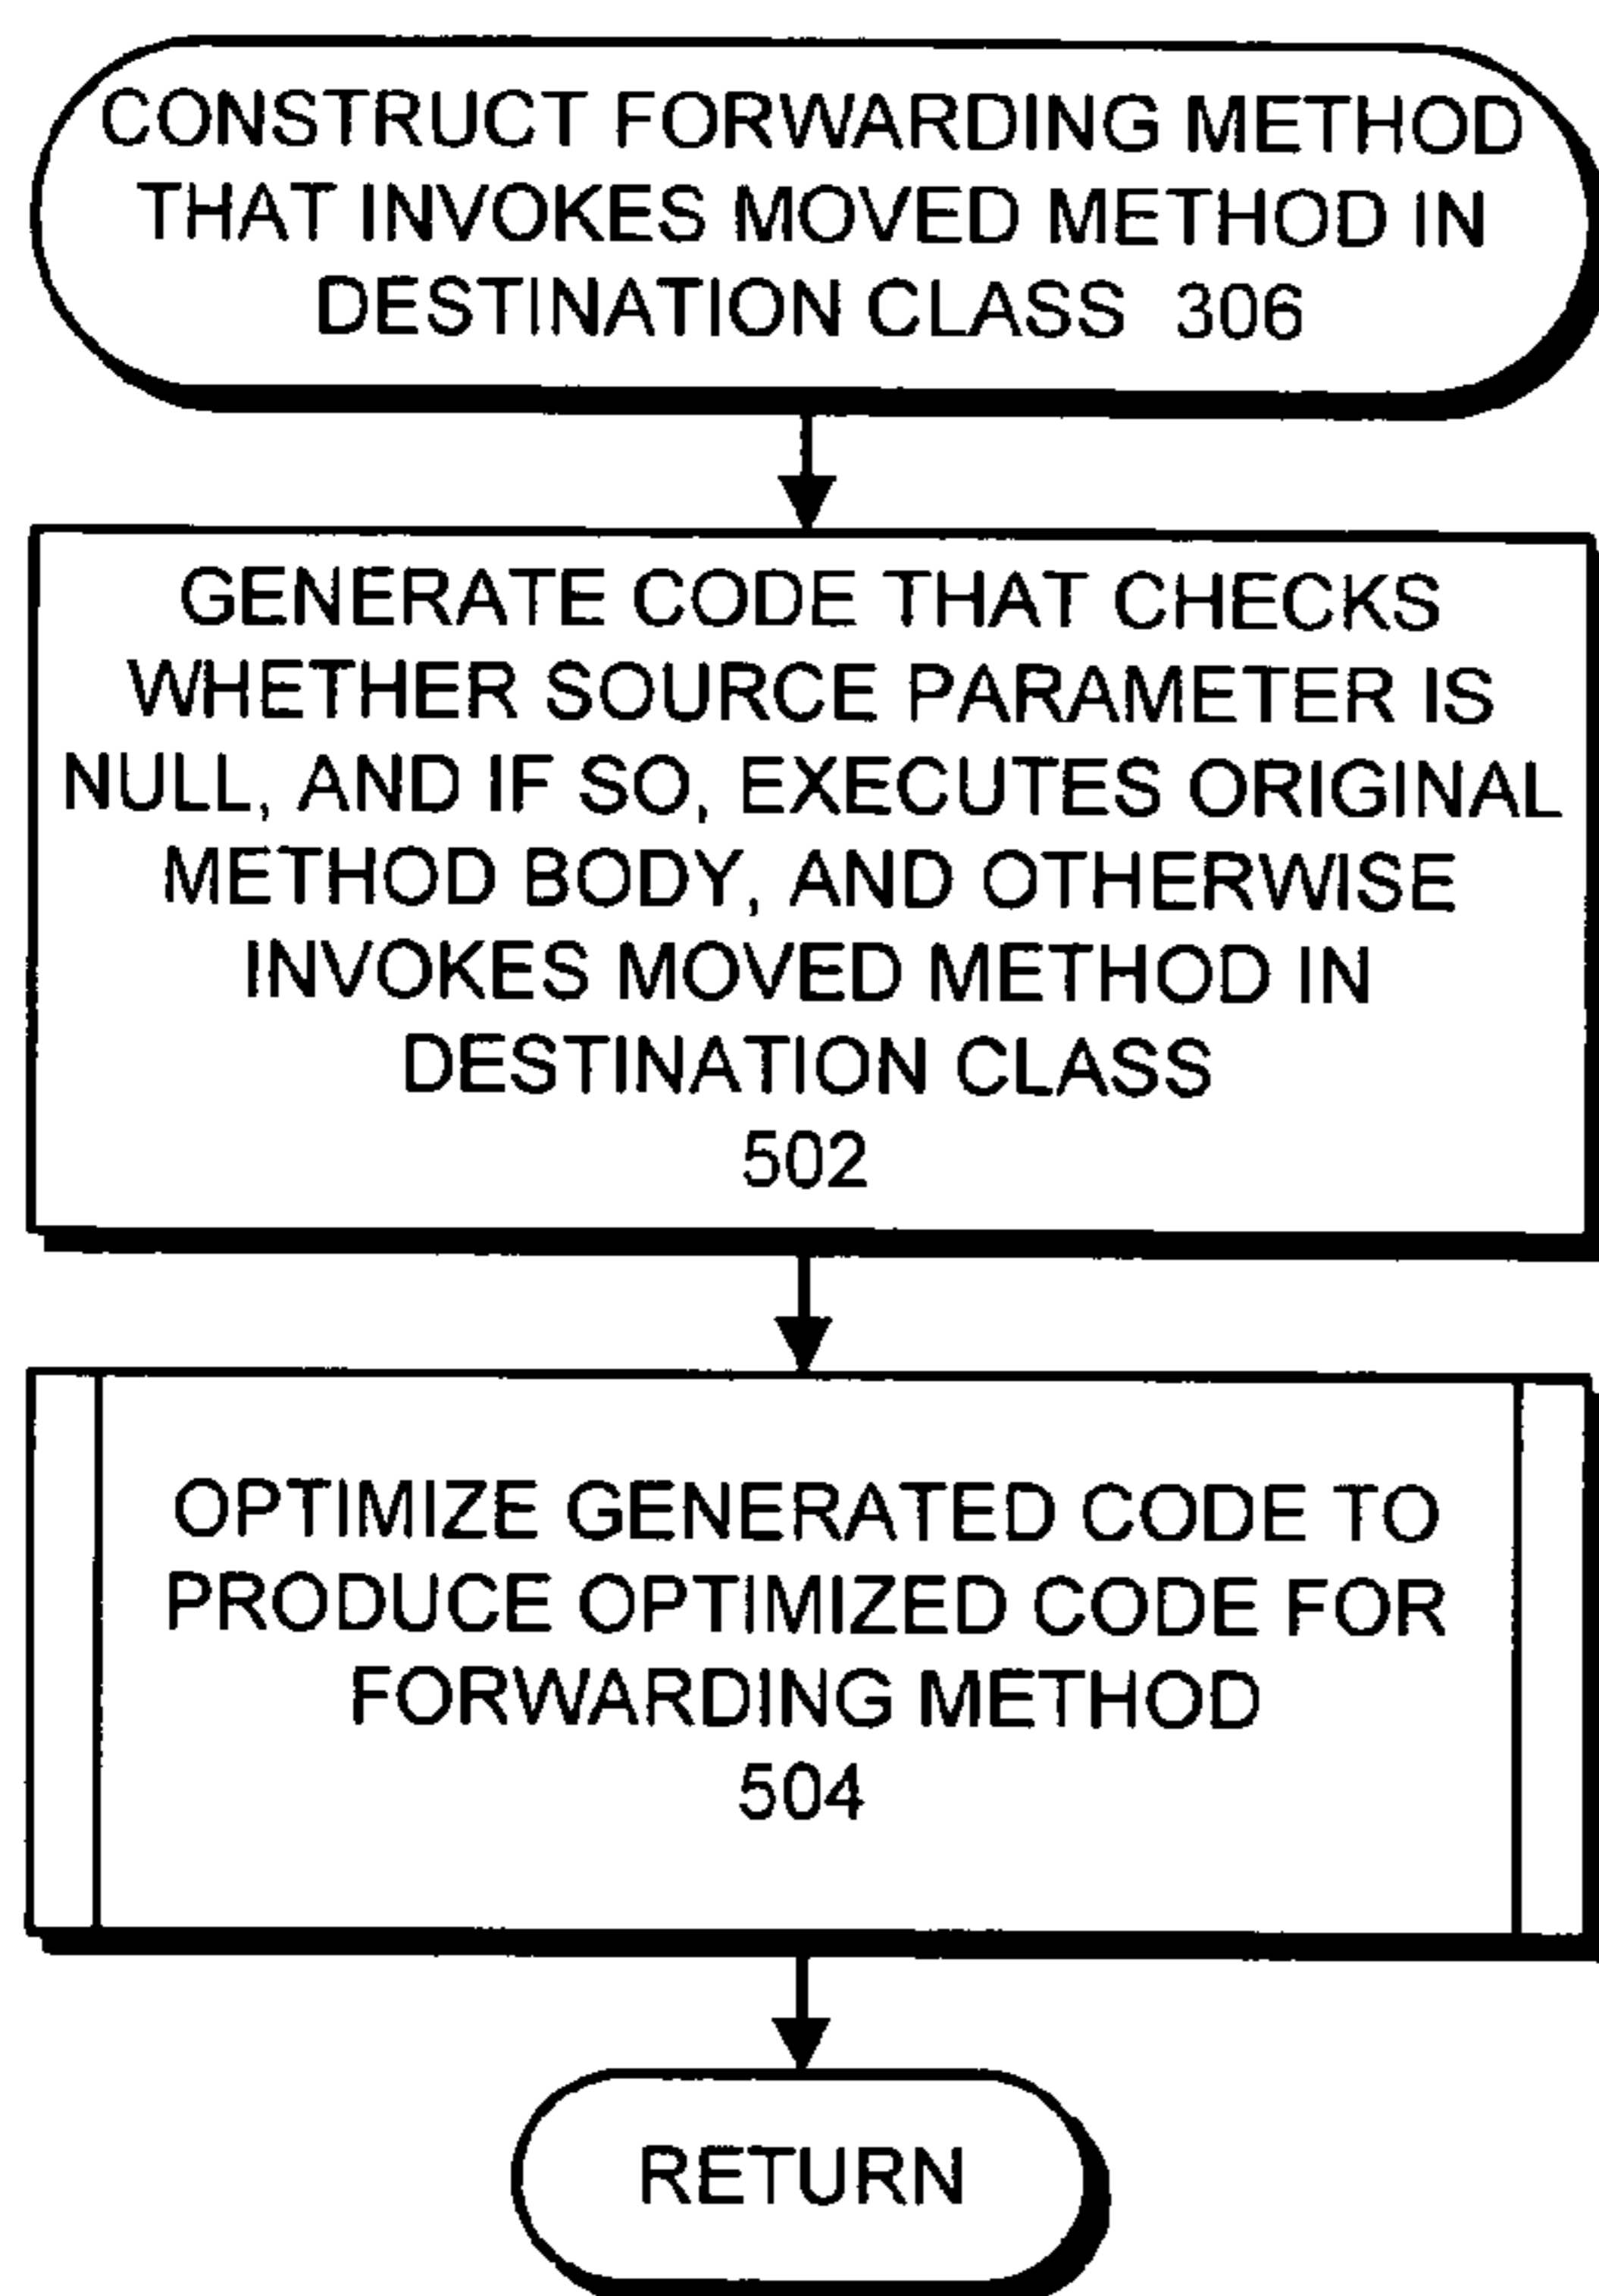 CONSTRUCT FORWARDING METHOD
THAT INVOKES MOVED METHOD IN
DESTINATION CLASS 306
GENERATE CODE THAT CHECKS
WHETHER SOURCE PARAMETER IS
NULL, AND IF SO, EXECUTES ORIGINAL
METHOD BODY, AND OTHERWISE
INVOKES MOVED METHOD IN
DESTINATION CLASS
502
OPTIMIZE GENERATED CODE TO
PRODUCE OPTIMIZED CODE FOR
FORWARDING METHOD
504
RETURN